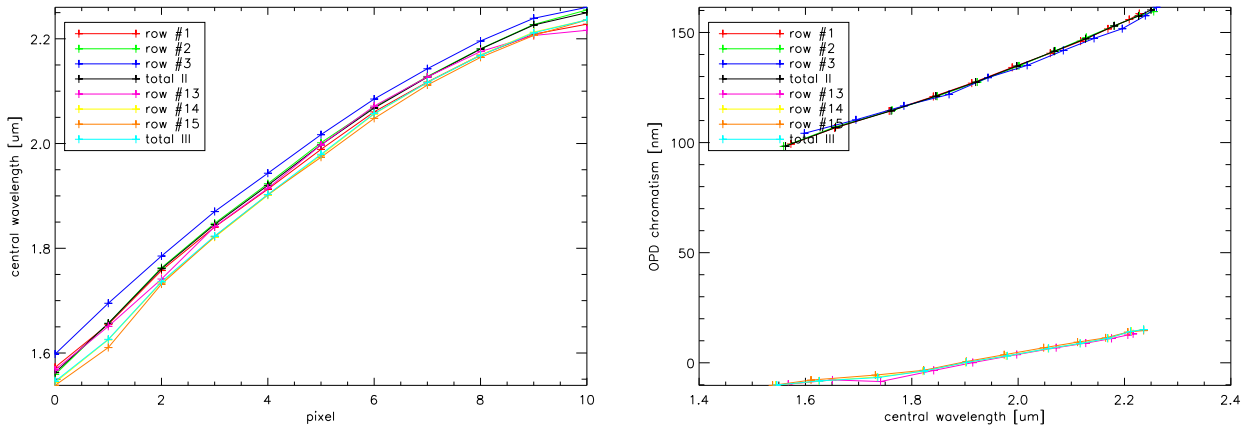 row #1
row #2
row #3
total II
row #13
row #14
row #15
total III
2.2
2.0
1.8
1.6
central wavelength [um]
0 2 4 6 8 10
pixel
row #1
row #2
row #3
total II
row #13
row #14
row #15
total III
150
100
50
0
OPD chromatism [nm]
1.4 1.6 1.8 2.0 2.2 2.4
central wavelength [um]